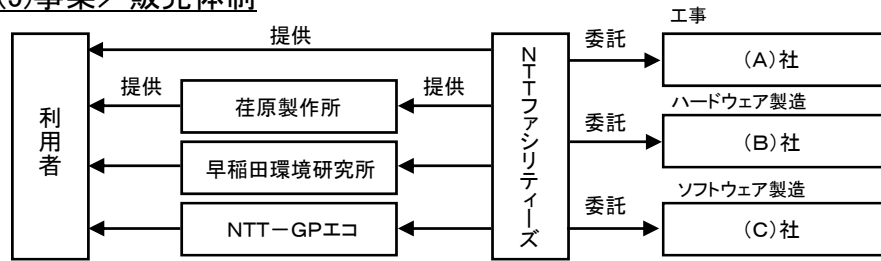 事業/販売体制
提供
提供
提供
利用者
荏原製作所
早稲田環境研究所
NTT-GPエコ
NTTファシリティーズ
委託
委託
委託
工事
(A)社
ハードウェア製造
(B)社
ソフトウェア製造
(C)社